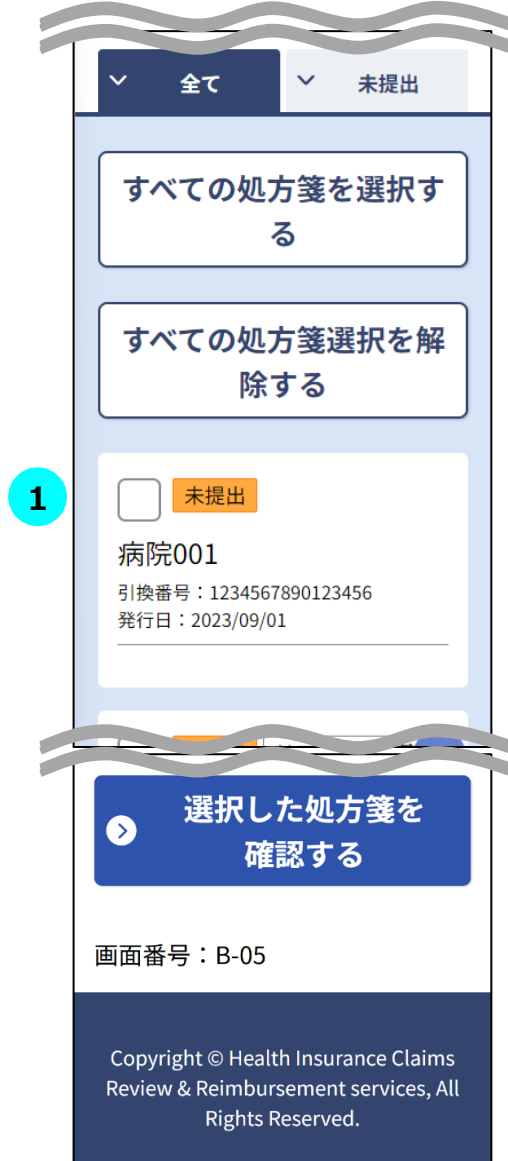 全て
未提出
すべての処方箋を選択す
る
すべての処方箋選択を解
除する
1
未提出
病院001
引換番号：1234567890123456
発行日：2023/09/01
選択した処方箋を
確認する
画面番号：B-05
Copyright © Health Insurance Claims
Review & Reimbursement services, All
Rights Reserved.